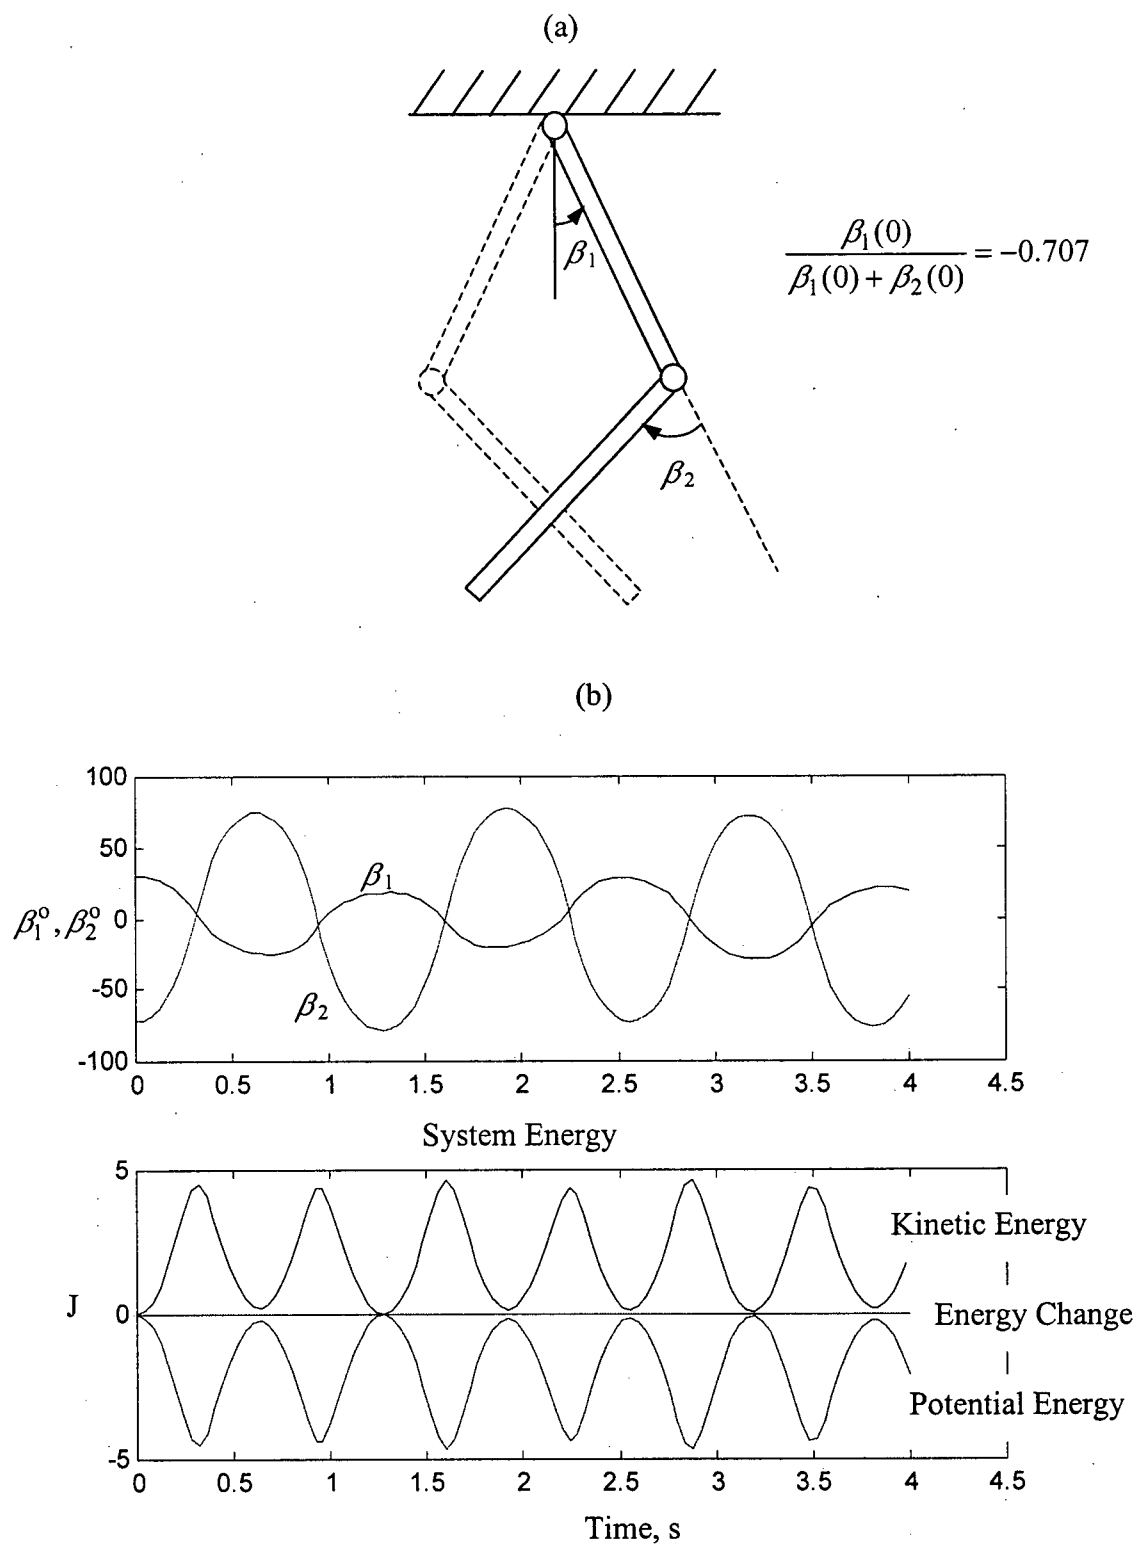 (a)
β₁
β₁(0)
β₁(0) + β₂(0)
= −0.707
β₂
(b)
100
50
0
-50
-100
β₁°, β₂°
β₁
β₂
0 0.5 1 1.5 2 2.5 3 3.5 4 4.5
System Energy
5
Kinetic Energy
J
0
Energy Change
Potential Energy
-5
0 0.5 1 1.5 2 2.5 3 3.5 4 4.5
Time, s